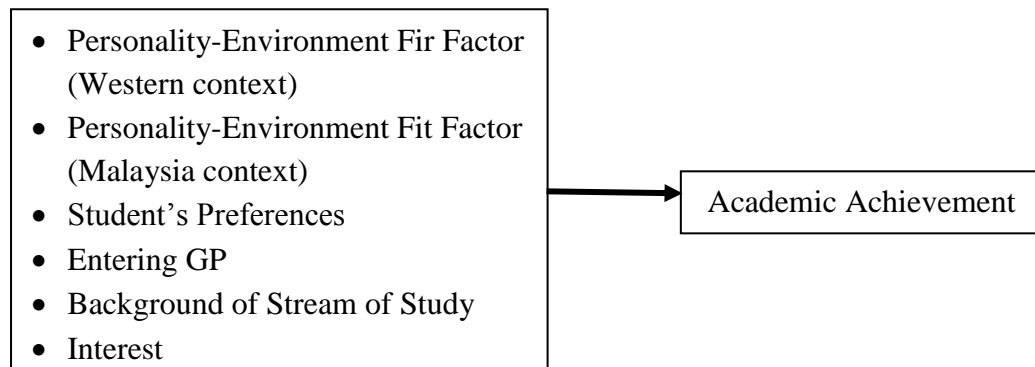 • Personality-Environment Fir Factor
(Western context)
• Personality-Environment Fit Factor
(Malaysia context)
• Student’s Preferences
• Entering GP
• Background of Stream of Study
• Interest
Academic Achievement